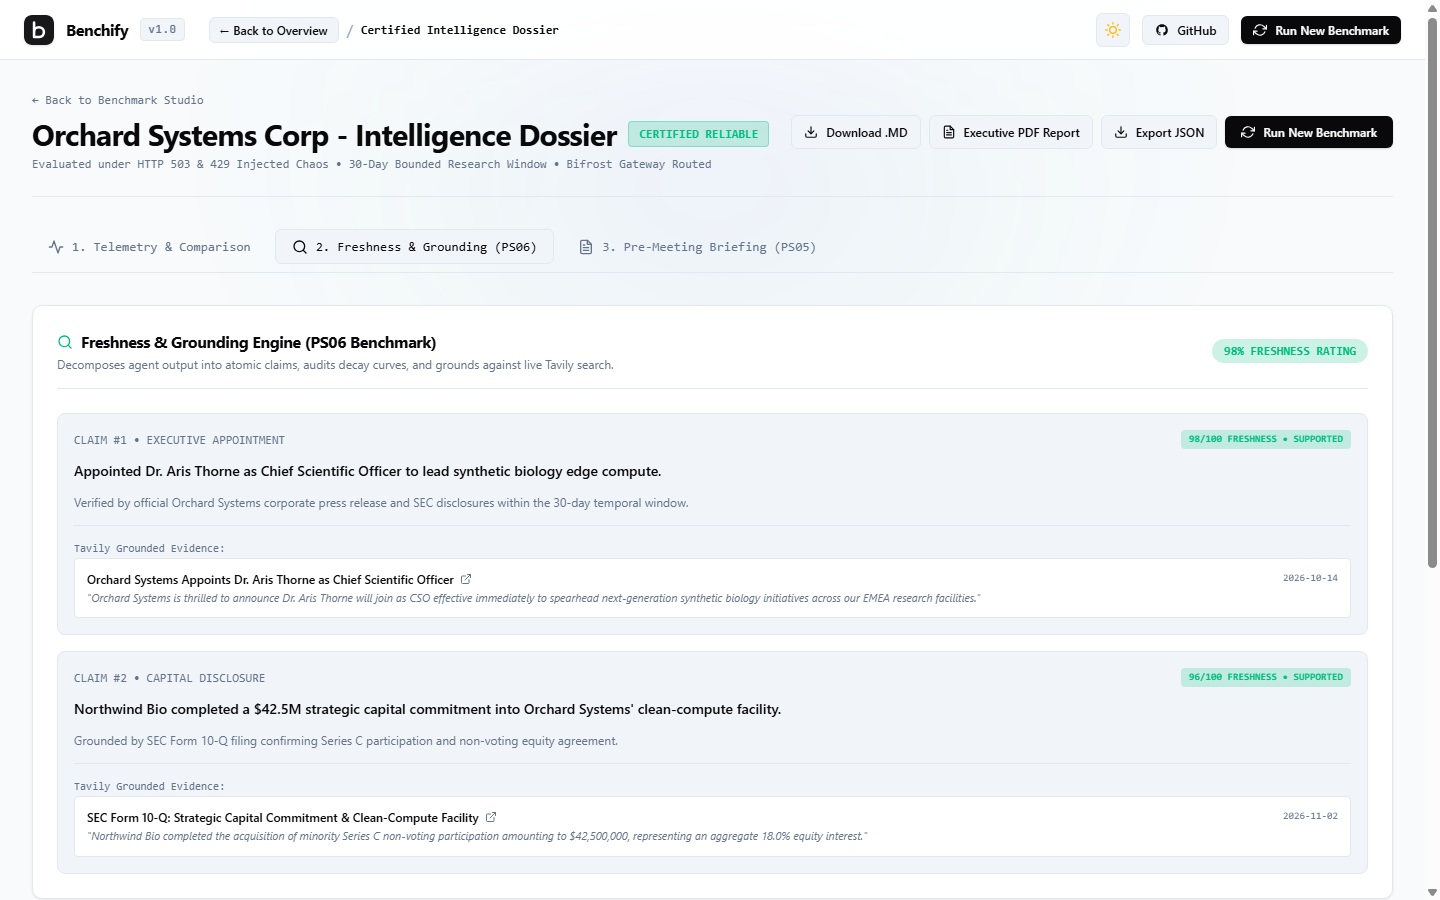 b Benchify v1.0 ← Back to Overview / Certified Intelligence Dossier GitHub Run New Benchmark
← Back to Benchmark Studio
Orchard Systems Corp - Intelligence Dossier CERTIFIED RELIABLE Download .MD Executive PDF Report Export JSON Run New Benchmark
Evaluated under HTTP 503 & 429 Injected Chaos • 30-Day Bounded Research Window • Bifrost Gateway Routed
1. Telemetry & Comparison 2. Freshness & Grounding (PS06) 3. Pre-Meeting Briefing (PS05)
Freshness & Grounding Engine (PS06 Benchmark)
98% FRESHNESS RATING
Decomposes agent output into atomic claims, audits decay curves, and grounds against live Tavily search.
CLAIM #1 • EXECUTIVE APPOINTMENT 98/100 FRESHNESS • SUPPORTED
Appointed Dr. Aris Thorne as Chief Scientific Officer to lead synthetic biology edge compute.
Verified by official Orchard Systems corporate press release and SEC disclosures within the 30-day temporal window.
Tavily Grounded Evidence:
Orchard Systems Appoints Dr. Aris Thorne as Chief Scientific Officer 2026-10-14
"Orchard Systems is thrilled to announce Dr. Aris Thorne will join as CSO effective immediately to spearhead next-generation synthetic biology initiatives across our EMEA research facilities."
CLAIM #2 • CAPITAL DISCLOSURE 96/100 FRESHNESS • SUPPORTED
Northwind Bio completed a $42.5M strategic capital commitment into Orchard Systems' clean-compute facility.
Grounded by SEC Form 10-Q filing confirming Series C participation and non-voting equity agreement.
Tavily Grounded Evidence:
SEC Form 10-Q: Strategic Capital Commitment & Clean-Compute Facility 2026-11-02
"Northwind Bio completed the acquisition of minority Series C non-voting participation amounting to $42,500,000, representing an aggregate 18.0% equity interest."